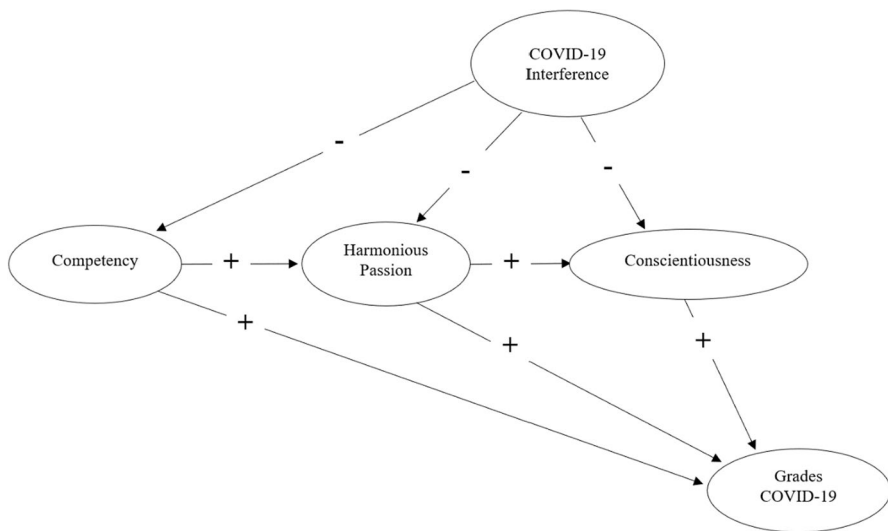 COVID-19
Interference
-
-
-
Competency
+
Harmonious
Passion
+
Conscientiousness
+
+
+
Grades
COVID-19